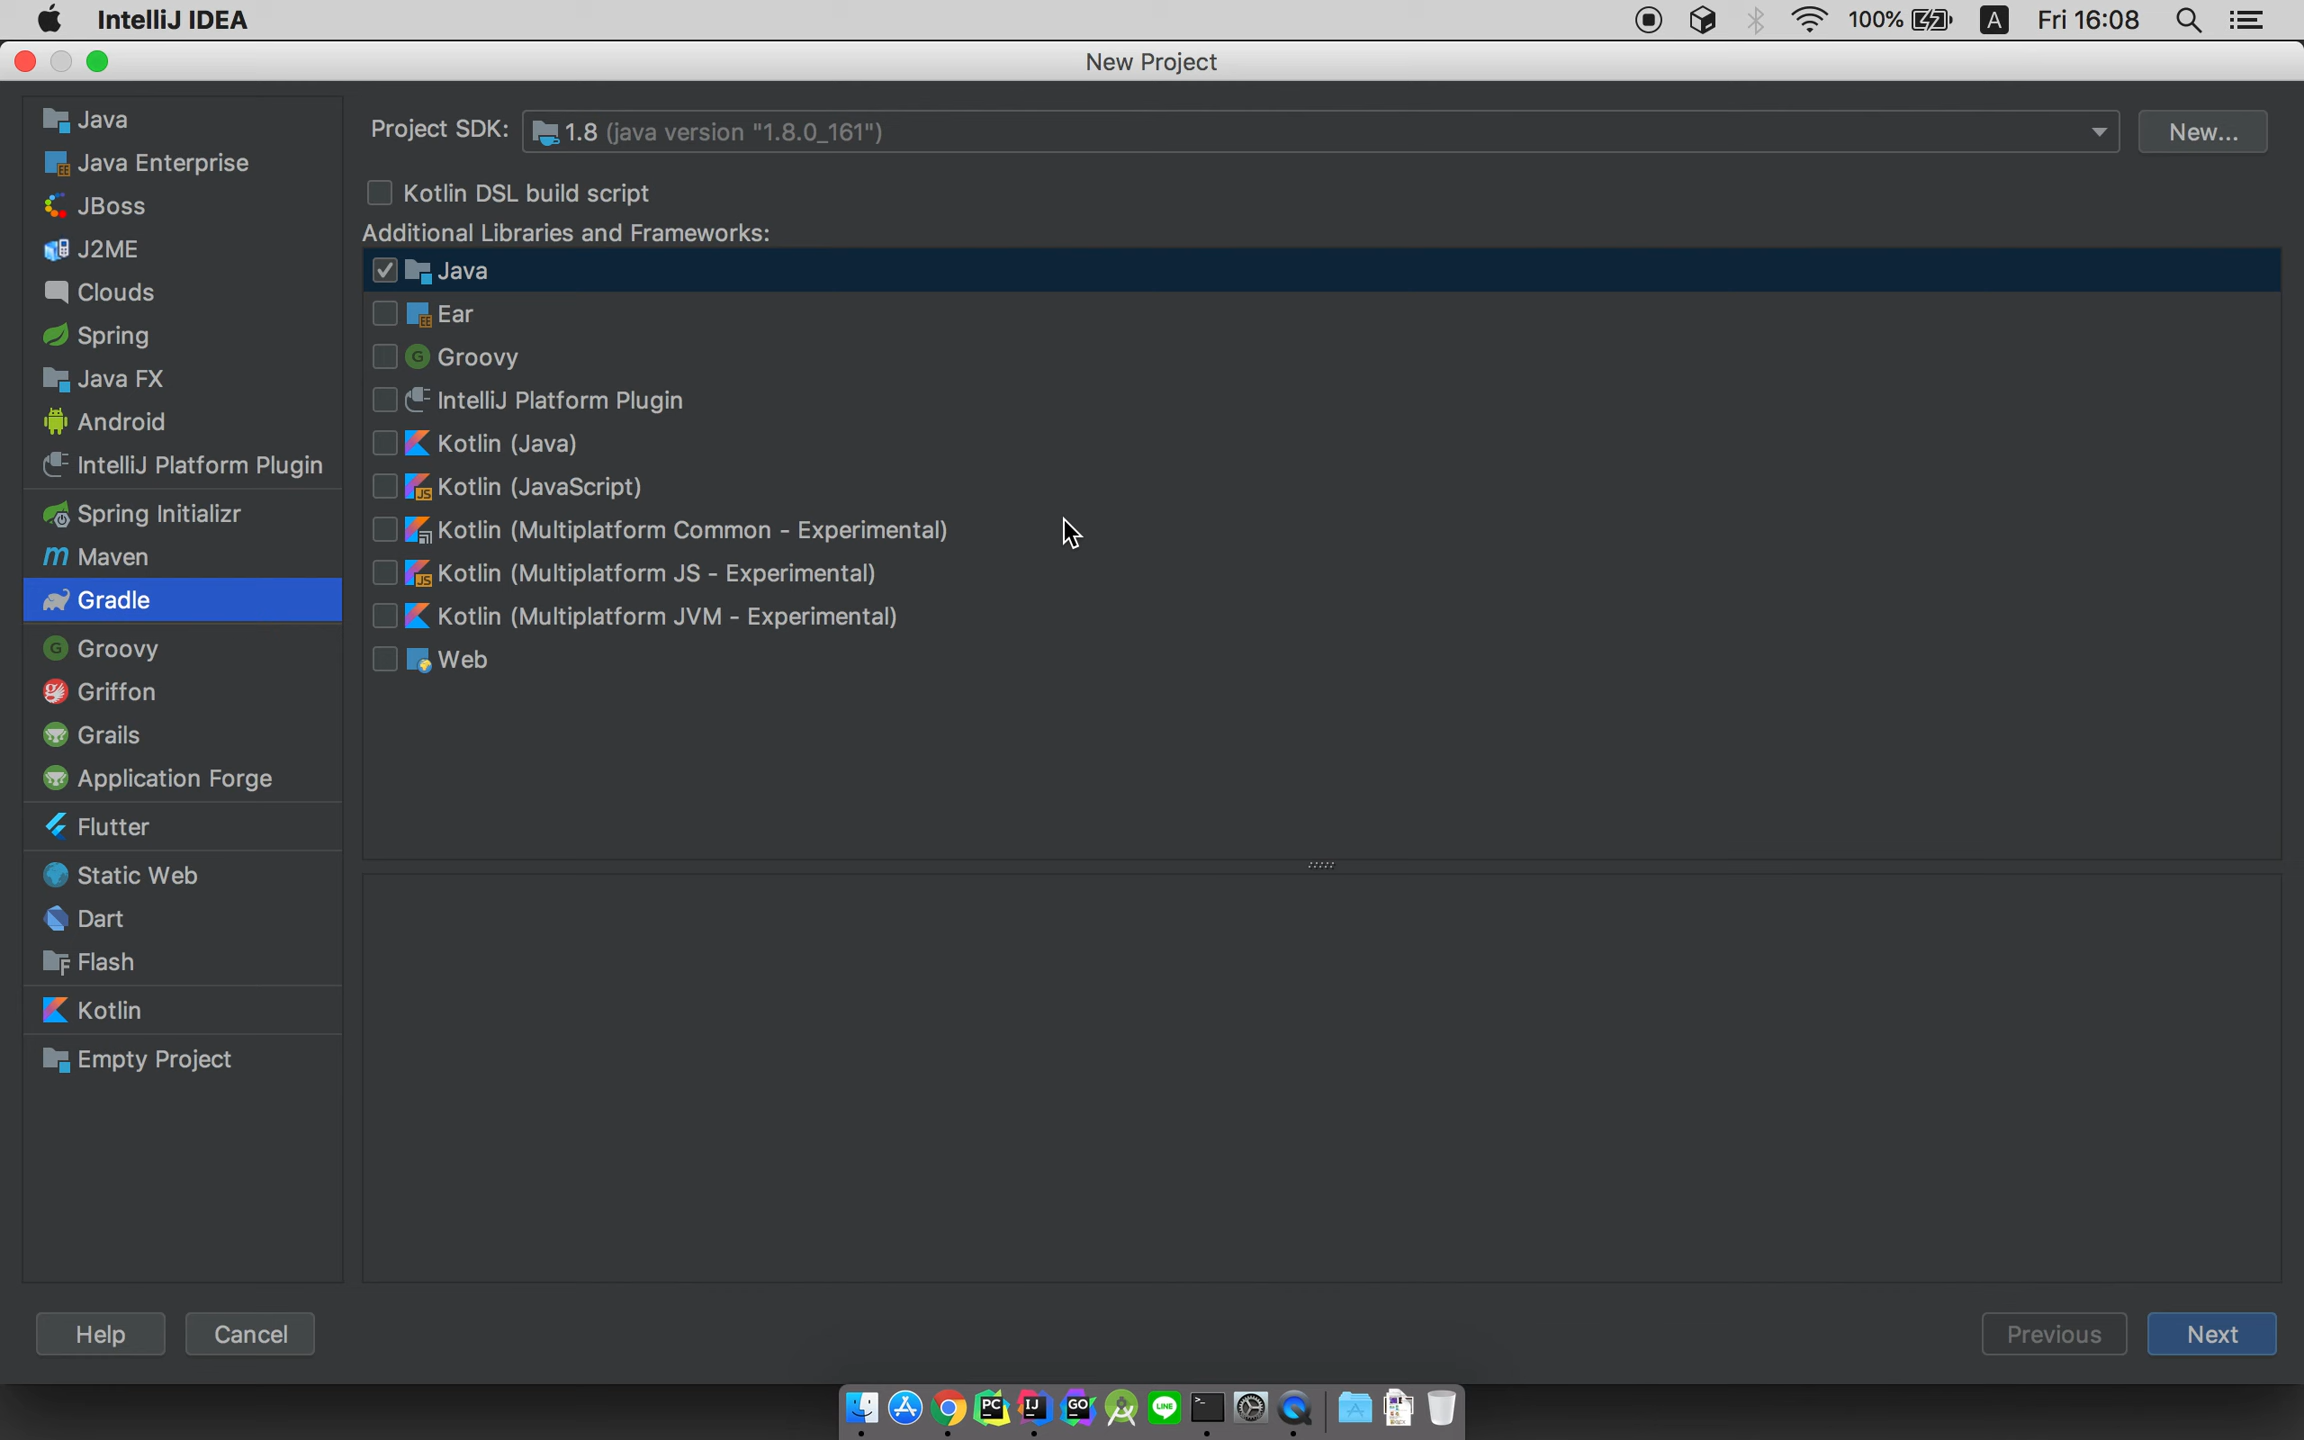 IntelliJ IDEA
100%
A
Fri 16:08
New Project
Java
Java Enterprise
JBoss
J2ME
Clouds
Spring
Java FX
Android
IntelliJ Platform Plugin
Spring Initializr
Maven
Gradle
Groovy
Griffon
Grails
Application Forge
Flutter
Static Web
Dart
Flash
Kotlin
Empty Project
Project SDK: 1.8 (java version "1.8.0_161") New...
Kotlin DSL build script
Additional Libraries and Frameworks:
Java
Ear
Groovy
IntelliJ Platform Plugin
Kotlin (Java)
Kotlin (JavaScript)
Kotlin (Multiplatform Common - Experimental)
Kotlin (Multiplatform JS - Experimental)
Kotlin (Multiplatform JVM - Experimental)
Web
Help Cancel Previous Next
PC IJ GO LINE